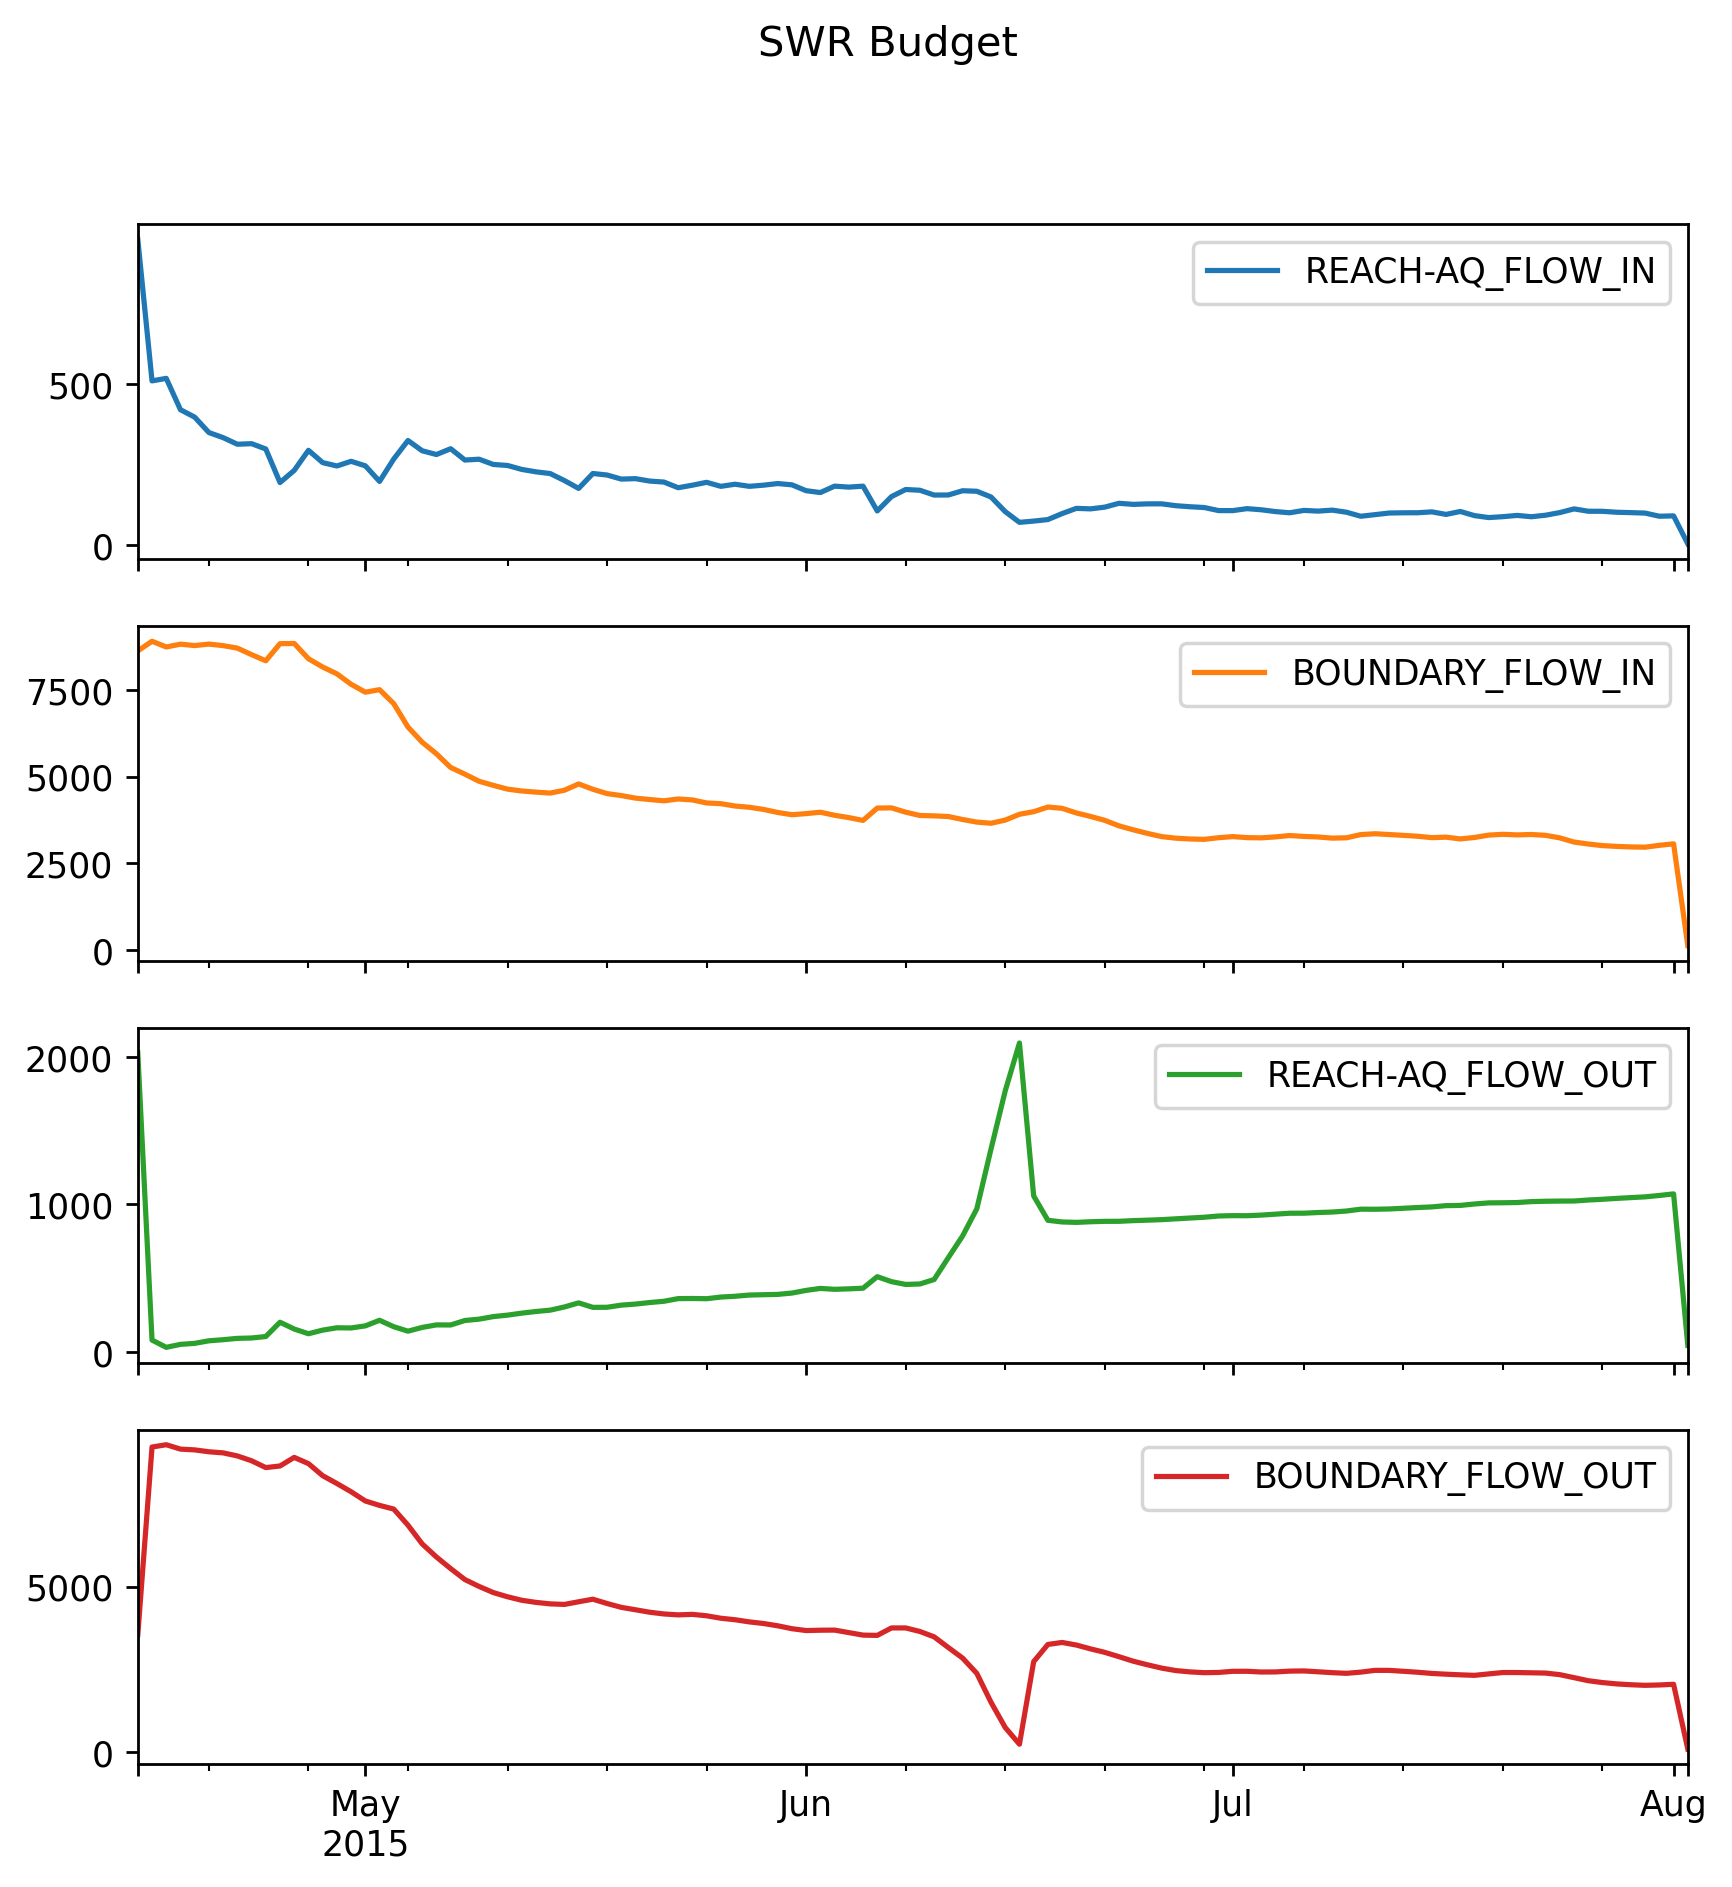 SWR Budget
REACH-AQ_FLOW_IN
500
0
BOUNDARY_FLOW_IN
7500
5000
2500
0
REACH-AQ_FLOW_OUT
2000
1000
0
BOUNDARY_FLOW_OUT
5000
0
May Jun Jul Aug
2015